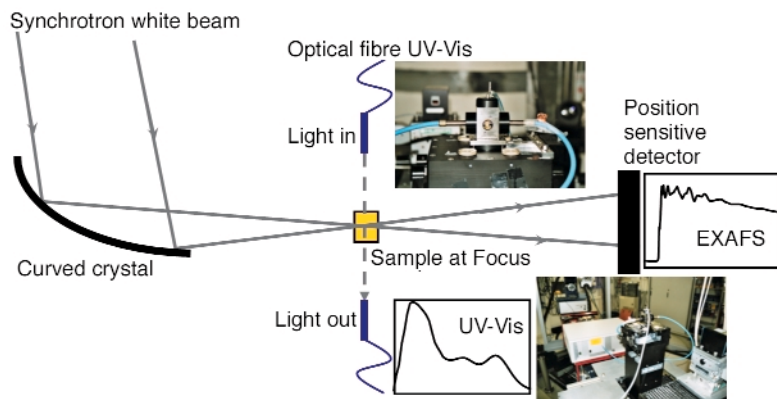 Synchrotron white beam
Optical fibre UV-Vis
Light in
Position
sensitive
detector
EXAFS
Curved crystal
Sample at Focus
Light out
UV-Vis